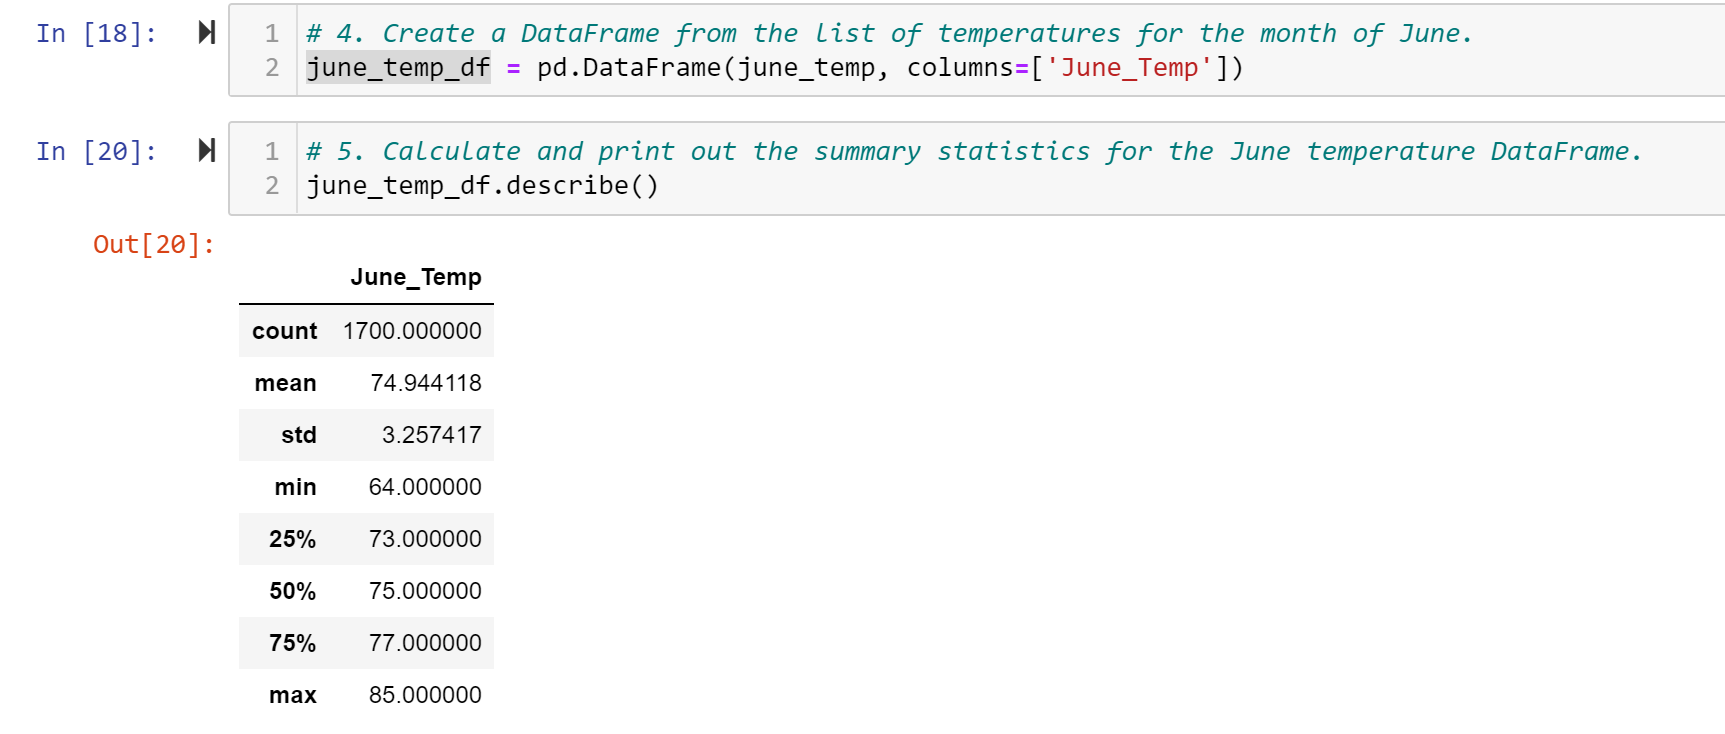 In [18]:
1 # 4. Create a DataFrame from the list of temperatures for the month of June.
2 june_temp_df = pd.DataFrame(june_temp, columns=['June_Temp'])
In [20]:
1 # 5. Calculate and print out the summary statistics for the June temperature DataFrame.
2 june_temp_df.describe()
Out[20]:
June_Temp
count 1700.000000
mean 74.944118
std 3.257417
min 64.000000
25% 73.000000
50% 75.000000
75% 77.000000
max 85.000000